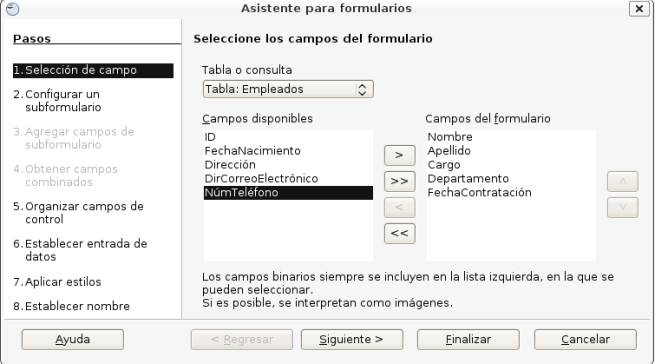 Asistente para formularios
Pasos
1.Selección de campo
2.Configurar un
subformulario
3.Agregar campos de
subformulario
4.Obtener campos
combinados
5.Organizar campos de
control
6.Establecer entrada de
datos
7.Aplicar estilos
8.Establecer nombre
Seleccione los campos del formulario
Tabla o consulta
Tabla: Empleados
Campos disponibles
ID
FechaNacimiento
Dirección
DirCorreoElectrónico
NúmTeléfono
>
>>
<
<<
Campos del formulario
Nombre
Apellido
Cargo
Departamento
FechaContratación
Los campos binarios siempre se incluyen en la lista izquierda, en la que se
pueden seleccionar.
Si es posible, se interpretan como imágenes.
Ayuda
< Regresar
Siguiente >
Finalizar
Cancelar